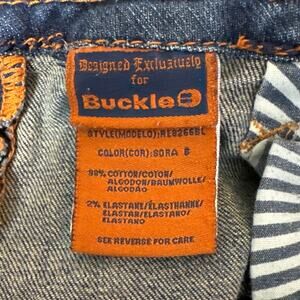 Designed Exclusively
for
Buckle B
STYLE(MODELO):RE8266BL
COLOR(COR):SORA B
98% COTTON/COTON/
ALGODON/BAUMWOLLE/
ALGODAO
2% ELASTANE/ELASTHANNE/
ELASTAN/ELASTANO/
ELASTANO
SEE REVERSE FOR CARE